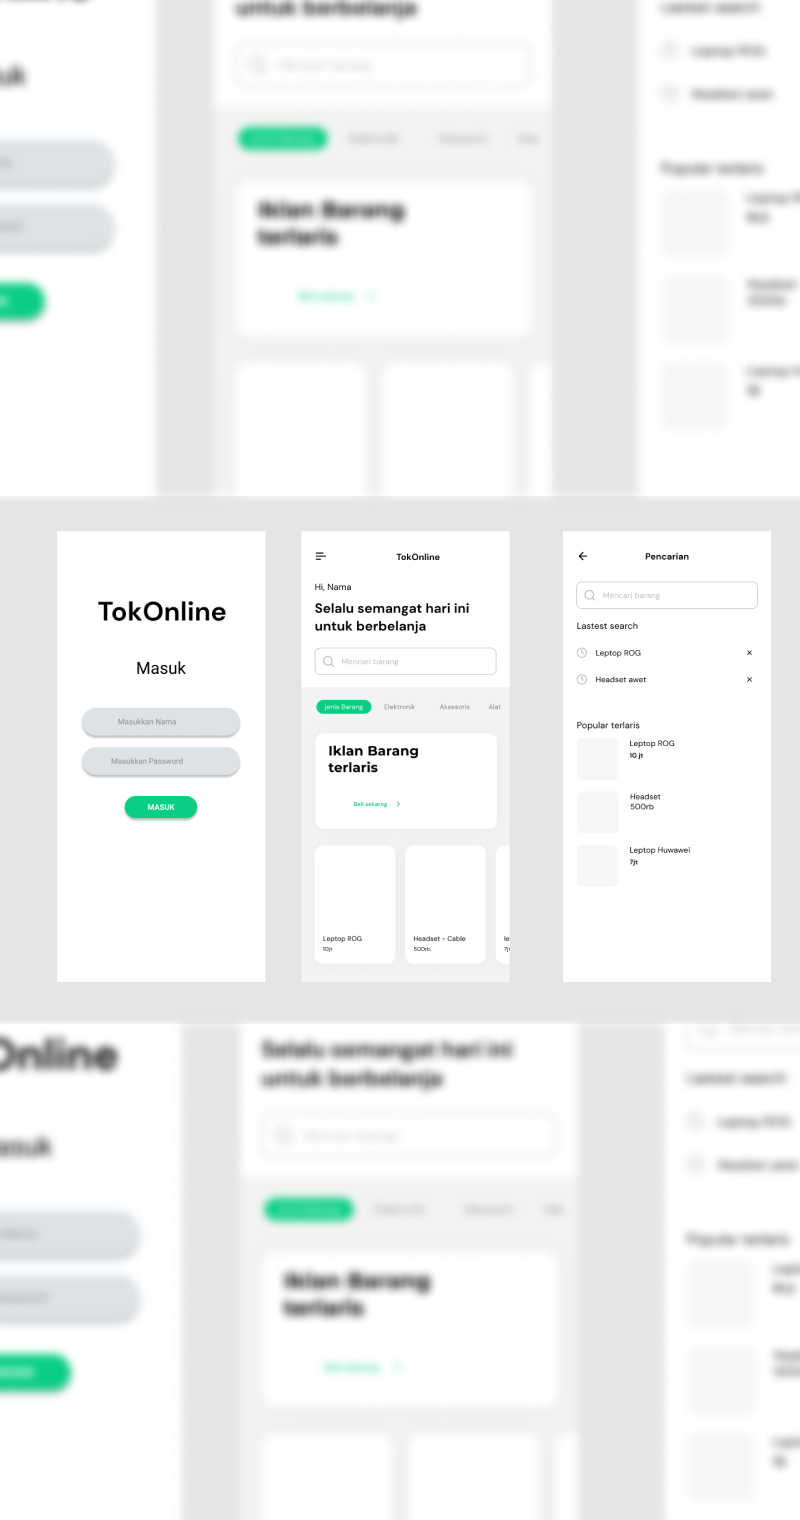 TokOnline
Masuk
Masukkan Nama
Masukkan Password
MASUK
TokOnline
Hi, Nama
Selalu semangat hari ini
untuk berbelanja
Mencari barang
jenis Barang
Elektronik
Aksesoris
Alat
Iklan Barang
terlaris
Beli sekarng
Leptop ROG
10jt
Headset - Cable
500rb
le
7jt
Pencarian
Mencari barang
Lastest search
Leptop ROG
Headset awet
Popular terlaris
Leptop ROG
10 jt
Headset
500rb
Leptop Huwawei
7jt